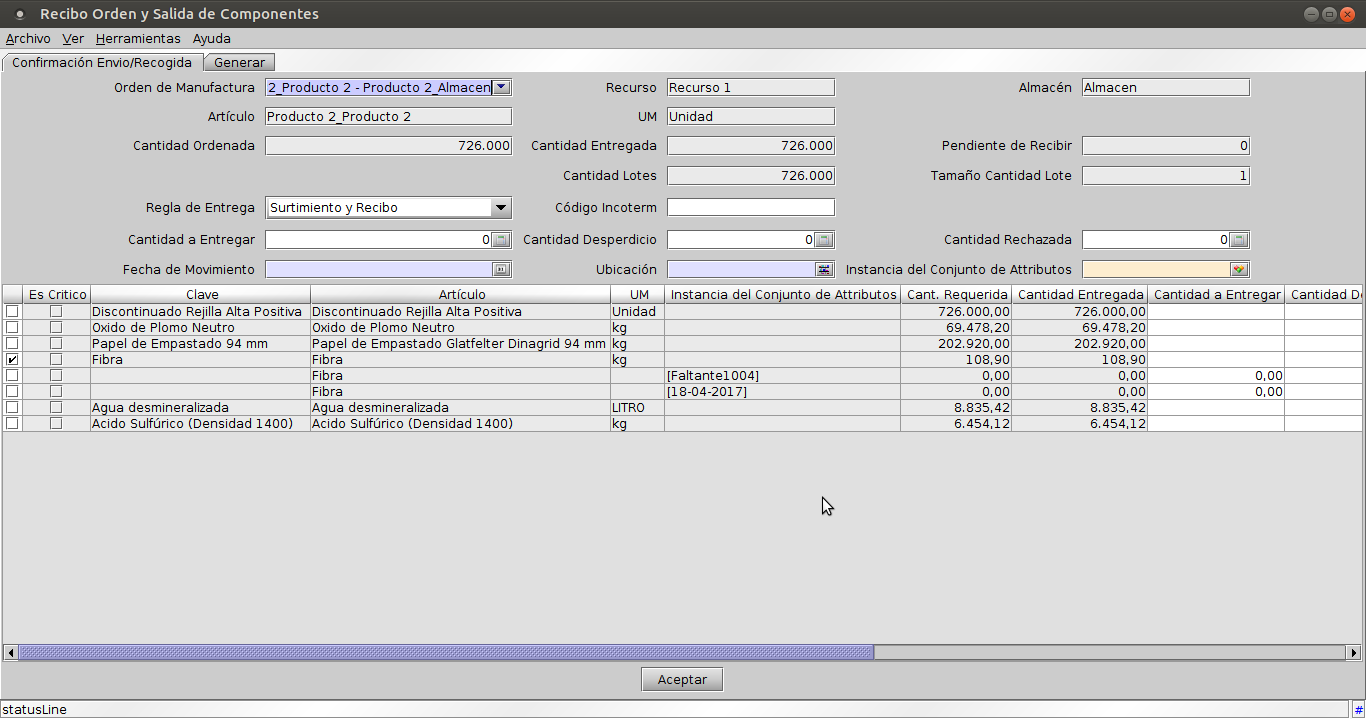 Recibo Orden y Salida de Componentes
Archivo Ver Herramientas Ayuda
Confirmación Envio/Recogida Generar
Orden de Manufactura 2_Producto 2 - Producto 2_Almacen Recurso Recurso 1 Almacén Almacen
Artículo Producto 2_Producto 2 UM Unidad
Cantidad Ordenada 726.000 Cantidad Entregada 726.000 Pendiente de Recibir 0
Cantidad Lotes 726.000 Tamaño Cantidad Lote 1
Regla de Entrega Surtimiento y Recibo Código Incoterm
Cantidad a Entregar 0 Cantidad Desperdicio 0 Cantidad Rechazada 0
Fecha de Movimiento Ubicación Instancia del Conjunto de Attributos
Es Critico Clave Artículo UM Instancia del Conjunto de Attributos Cant. Requerida Cantidad Entregada Cantidad a Entregar Cantidad De
Discontinuado Rejilla Alta Positiva Discontinuado Rejilla Alta Positiva Unidad 726.000,00 726.000,00
Oxido de Plomo Neutro Oxido de Plomo Neutro kg 69.478,20 69.478,20
Papel de Empastado 94 mm Papel de Empastado Glatfelter Dinagrid 94 mm kg 202.920,00 202.920,00
Fibra Fibra kg 108,90 108,90
Fibra [Faltante1004] 0,00 0,00 0,00
Fibra [18-04-2017] 0,00 0,00 0,00
Agua desmineralizada Agua desmineralizada LITRO 8.835,42 8.835,42
Acido Sulfúrico (Densidad 1400) Acido Sulfúrico (Densidad 1400) kg 6.454,12 6.454,12
Aceptar
statusLine #